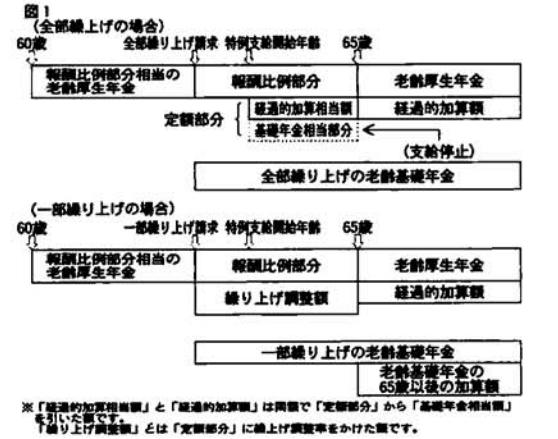 図1
(全部繰上げの場合)
60歳 全部繰り上げ請求 特例支給開始年齢 65歳
報酬比例部分相当の
老齢厚生年金
報酬比例部分
老齢厚生年金
定額部分
経過的加算相当額
経過的加算額
基礎年金相当部分
(支給停止)
全部繰り上げの老齢基礎年金
(一部繰り上げの場合)
60歳 一部繰り上げ請求 特例支給開始年齢 65歳
報酬比例部分相当の
老齢厚生年金
報酬比例部分
老齢厚生年金
繰り上げ調整額
経過的加算額
一部繰り上げの老齢基礎年金
老齢基礎年金の
65歳以後の加算額
※「経過的加算相当額」と「経過的加算額」は同額で「定額部分」から「基礎年金相当額」
を引いた額です。
「繰り上げ調整額」とは「定額部分」に繰上げ調整率をかけた額です。